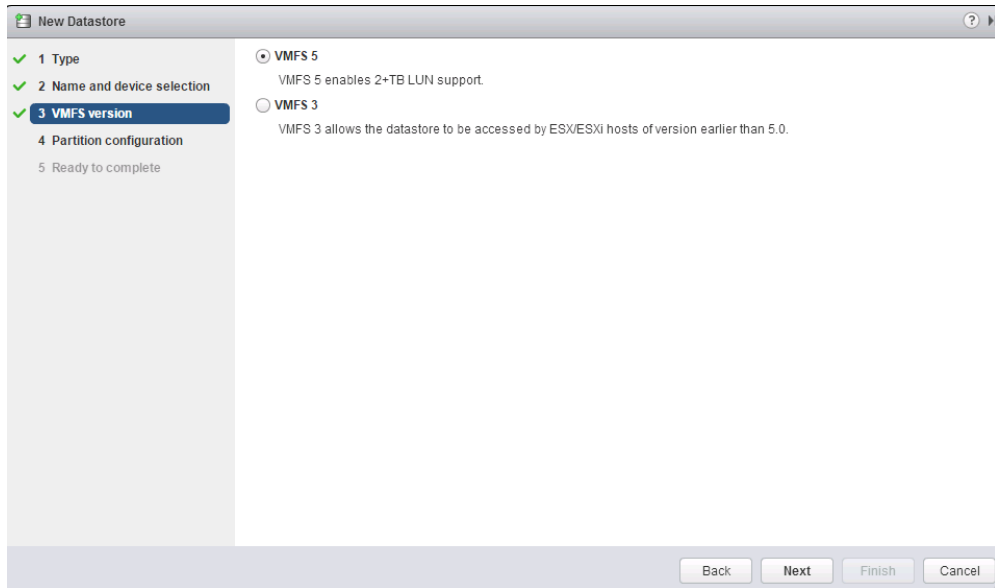 New Datastore
?
1 Type
2 Name and device selection
3 VMFS version
4 Partition configuration
5 Ready to complete
VMFS 5
VMFS 5 enables 2+TB LUN support.
VMFS 3
VMFS 3 allows the datastore to be accessed by ESX/ESXi hosts of version earlier than 5.0.
Back Next Finish Cancel